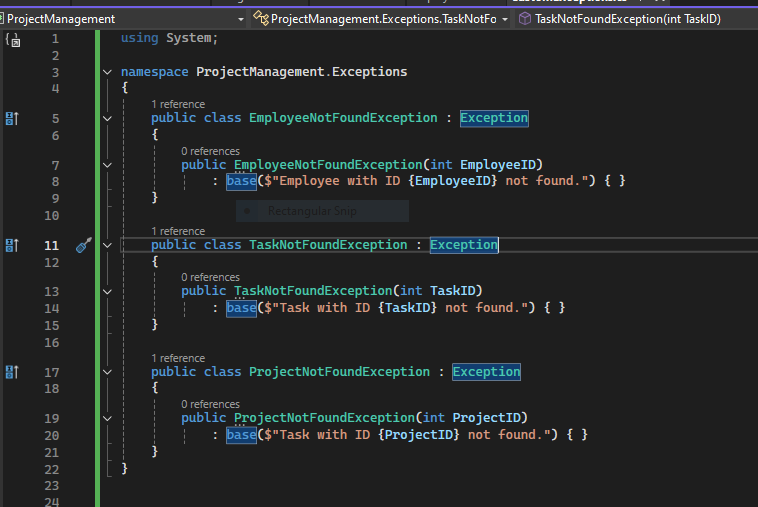 ProjectManagement
ProjectManagement.Exceptions.TaskNotFo
TaskNotFoundException(int TaskID)
1 using System;
2
3 namespace ProjectManagement.Exceptions
4 {
1 reference
5 public class EmployeeNotFoundException : Exception
6 {
0 references
7 public EmployeeNotFoundException(int EmployeeID)
8 : base($"Employee with ID {EmployeeID} not found.") { }
9 }
10
Rectangular Snip
1 reference
11 public class TaskNotFoundException : Exception
12 {
0 references
13 public TaskNotFoundException(int TaskID)
14 : base($"Task with ID {TaskID} not found.") { }
15 }
16
1 reference
17 public class ProjectNotFoundException : Exception
18 {
0 references
19 public ProjectNotFoundException(int ProjectID)
20 : base($"Task with ID {ProjectID} not found.") { }
21 }
22 }
23
24